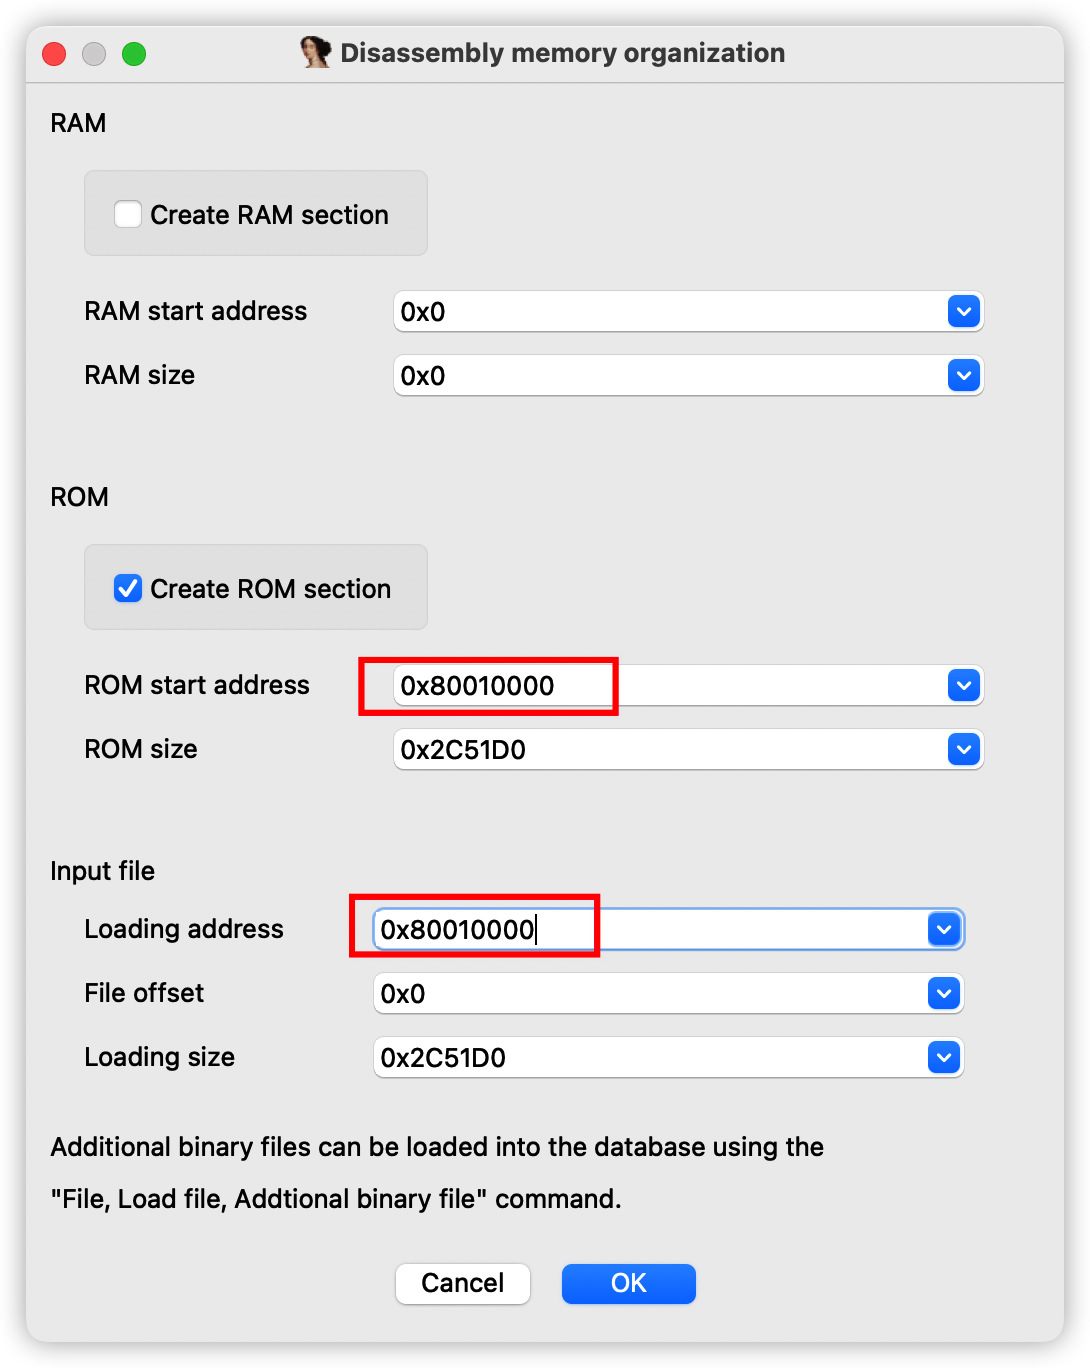 Disassembly memory organization
RAM
Create RAM section
RAM start address 0x0
RAM size 0x0
ROM
Create ROM section
ROM start address 0x80010000
ROM size 0x2C51D0
Input file
Loading address 0x80010000
File offset 0x0
Loading size 0x2C51D0
Additional binary files can be loaded into the database using the
"File, Load file, Addtional binary file" command.
Cancel OK